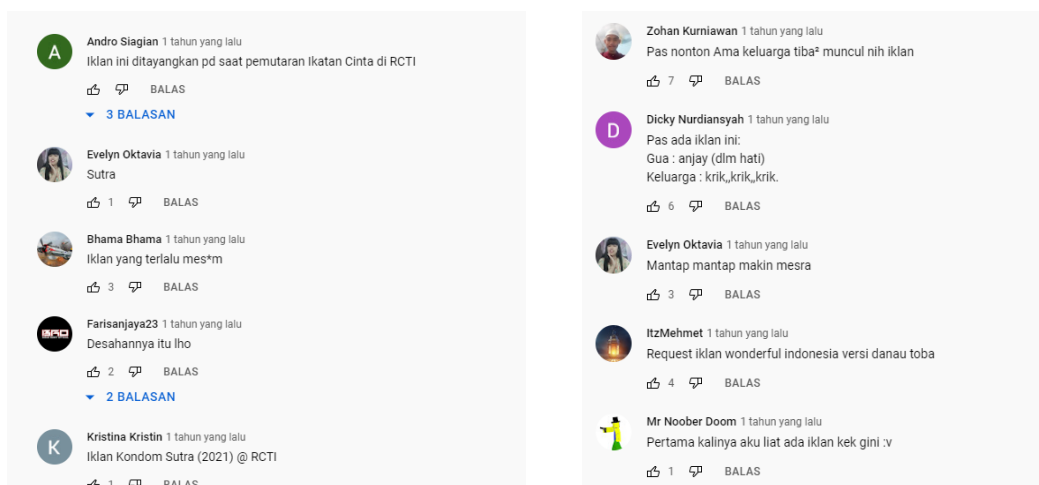 A
Andro Siagian 1 tahun yang lalu
Iklan ini ditayangkan pd saat pemutaran Ikatan Cinta di RCTI
BALAS
3 BALASAN
Evelyn Oktavia 1 tahun yang lalu
Sutra
1 BALAS
Bhama Bhama 1 tahun yang lalu
Iklan yang terlalu mes*m
3 BALAS
Farisanjaya23 1 tahun yang lalu
Desahannya itu lho
2 BALAS
2 BALASAN
K
Kristina Kristin 1 tahun yang lalu
Iklan Kondom Sutra (2021) @ RCTI
1 BALAS
Zohan Kurniawan 1 tahun yang lalu
Pas nonton Ama keluarga tiba² muncul nih iklan
7 BALAS
D
Dicky Nurdiansyah 1 tahun yang lalu
Pas ada iklan ini:
Gua : anjay (dlm hati)
Keluarga : krik,,krik,,krik.
6 BALAS
Evelyn Oktavia 1 tahun yang lalu
Mantap mantap makin mesra
3 BALAS
ItzMehmet 1 tahun yang lalu
Request iklan wonderful indonesia versi danau toba
4 BALAS
Mr Noober Doom 1 tahun yang lalu
Pertama kalinya aku liat ada iklan kek gini :v
1 BALAS